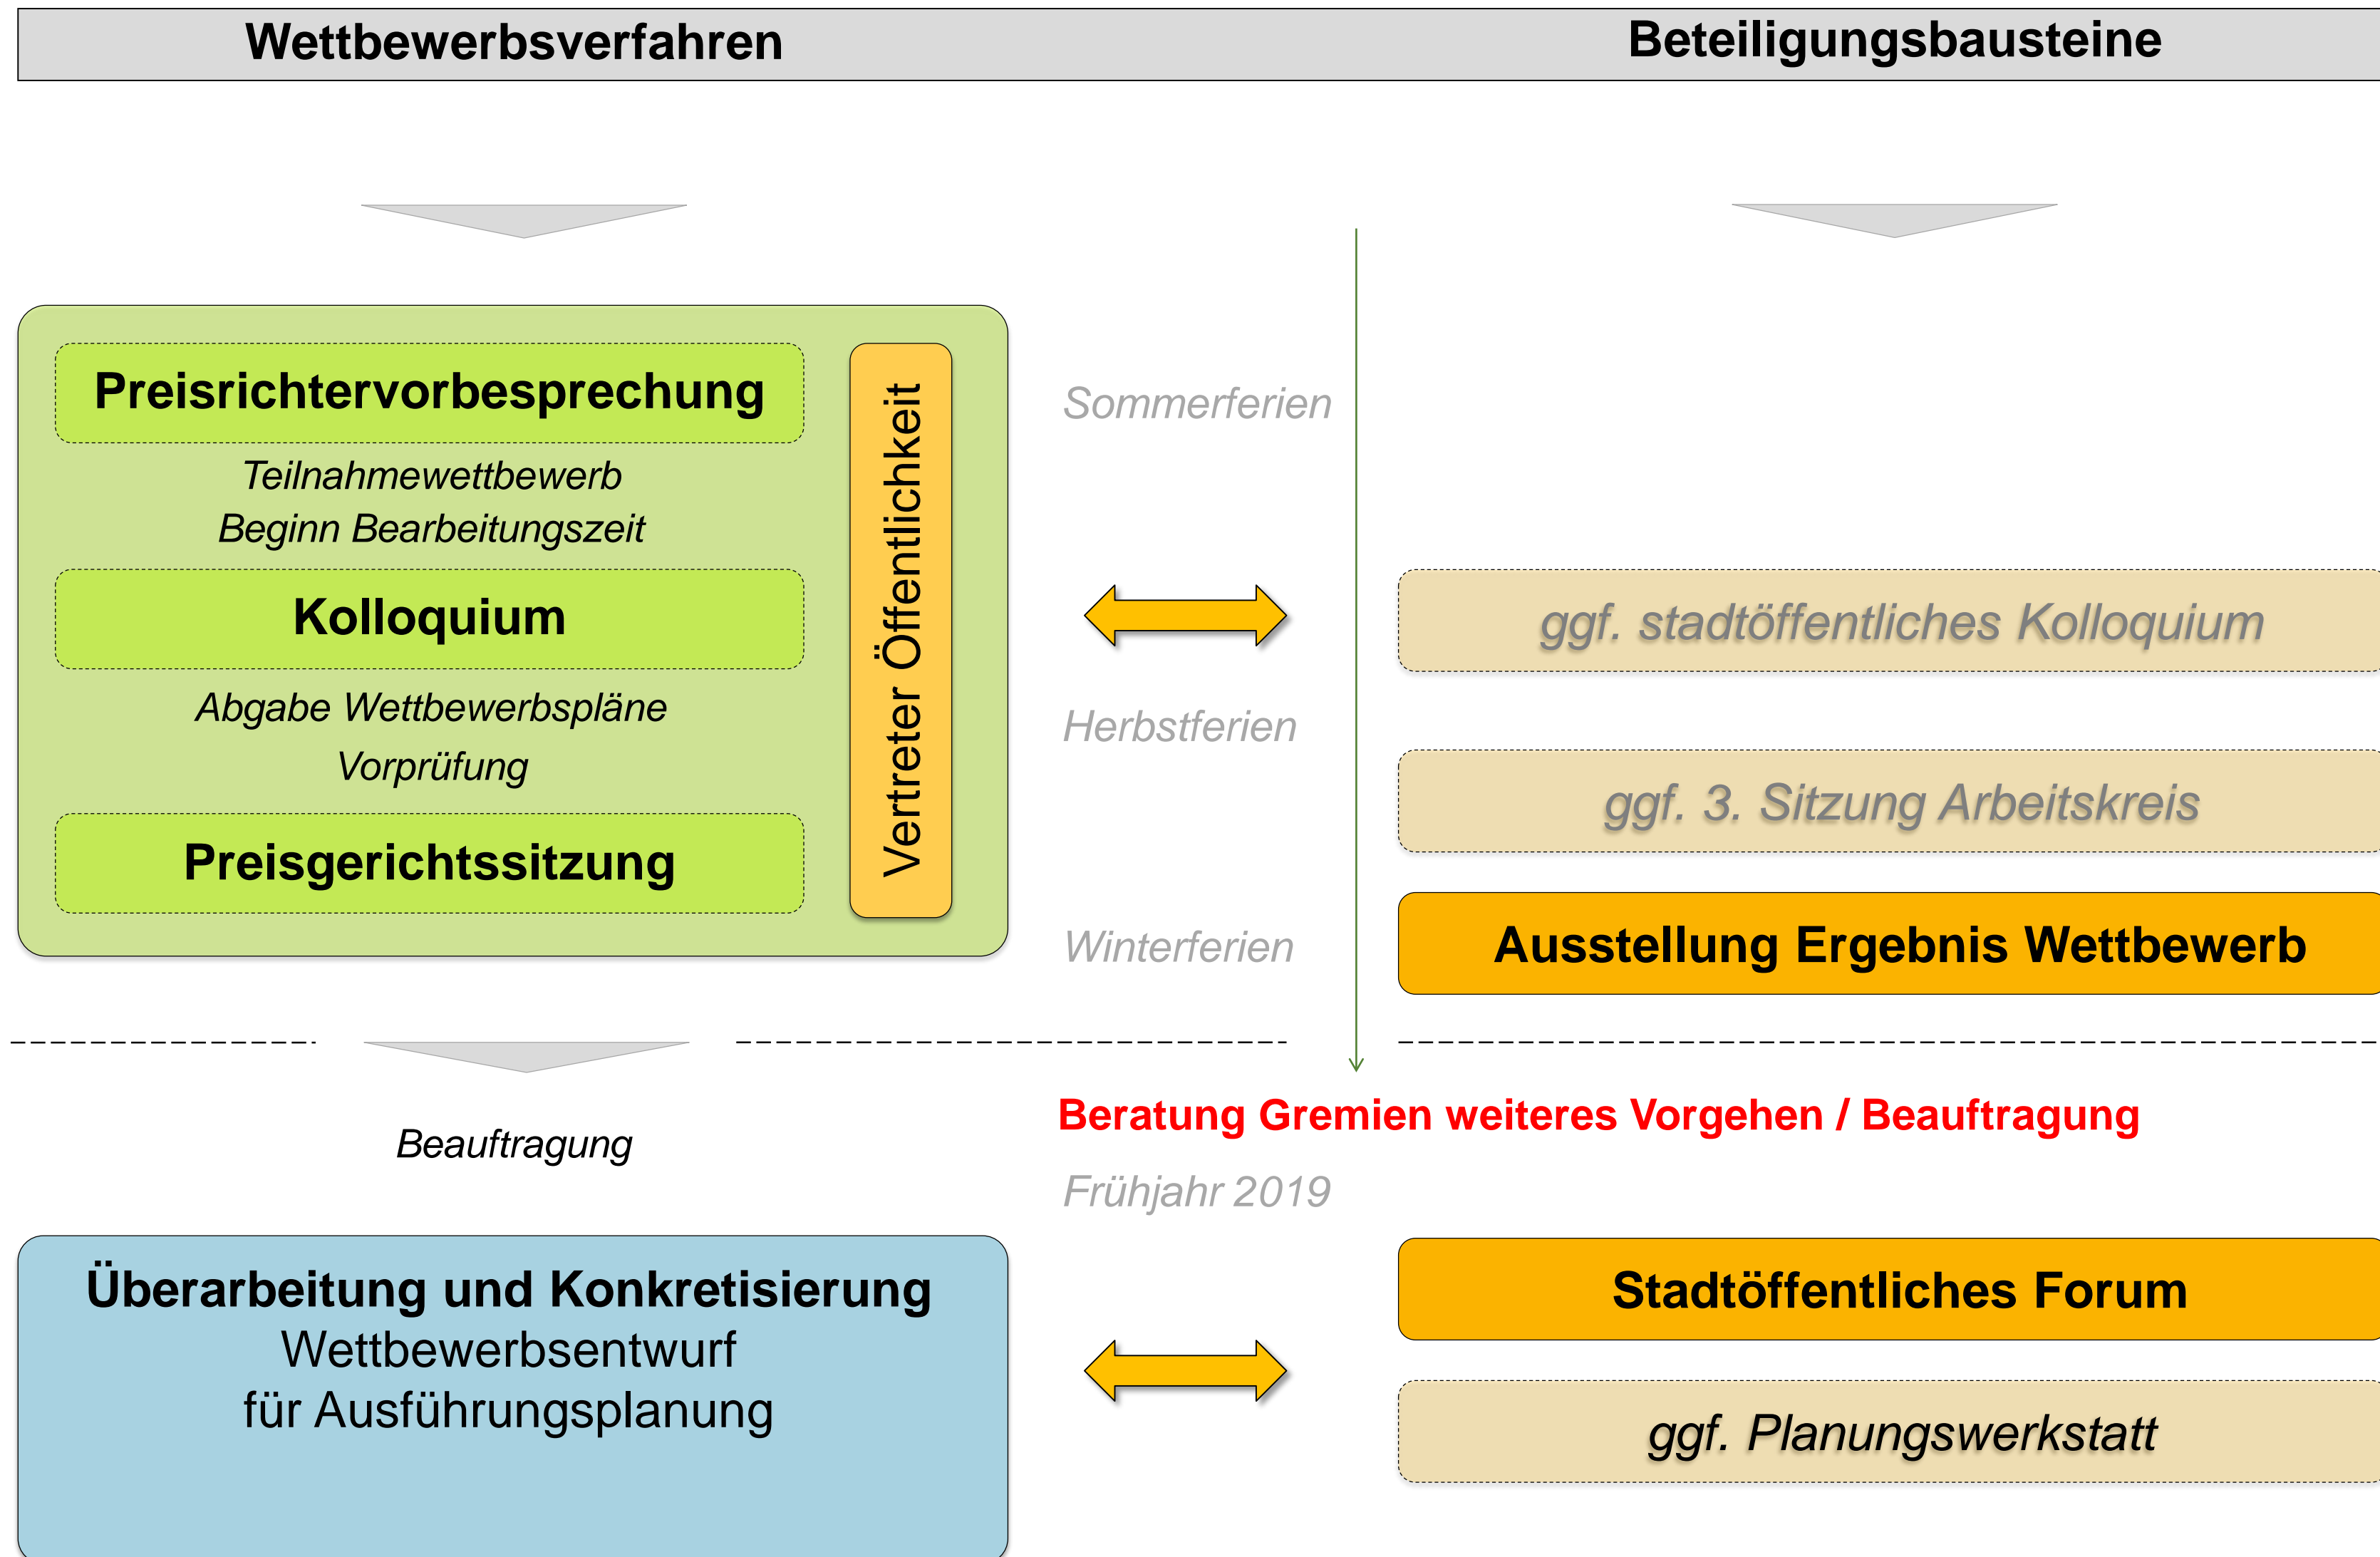 Wettbewerbsverfahren
Beteiligungsbausteine
Preisrichtervorbesprechung
Teilnahmewettbewerb
Beginn Bearbeitungszeit
Kolloquium
Abgabe Wettbewerbspläne
Vorprüfung
Preisgerichtssitzung
Vertreter Öffentlichkeit
Sommerferien
Herbstferien
Winterferien
ggf. stadtöffentliches Kolloquium
ggf. 3. Sitzung Arbeitskreis
Ausstellung Ergebnis Wettbewerb
Beauftragung
Beratung Gremien weiteres Vorgehen / Beauftragung
Frühjahr 2019
Überarbeitung und Konkretisierung
Wettbewerbsentwurf
für Ausführungsplanung
Stadtöffentliches Forum
ggf. Planungswerkstatt